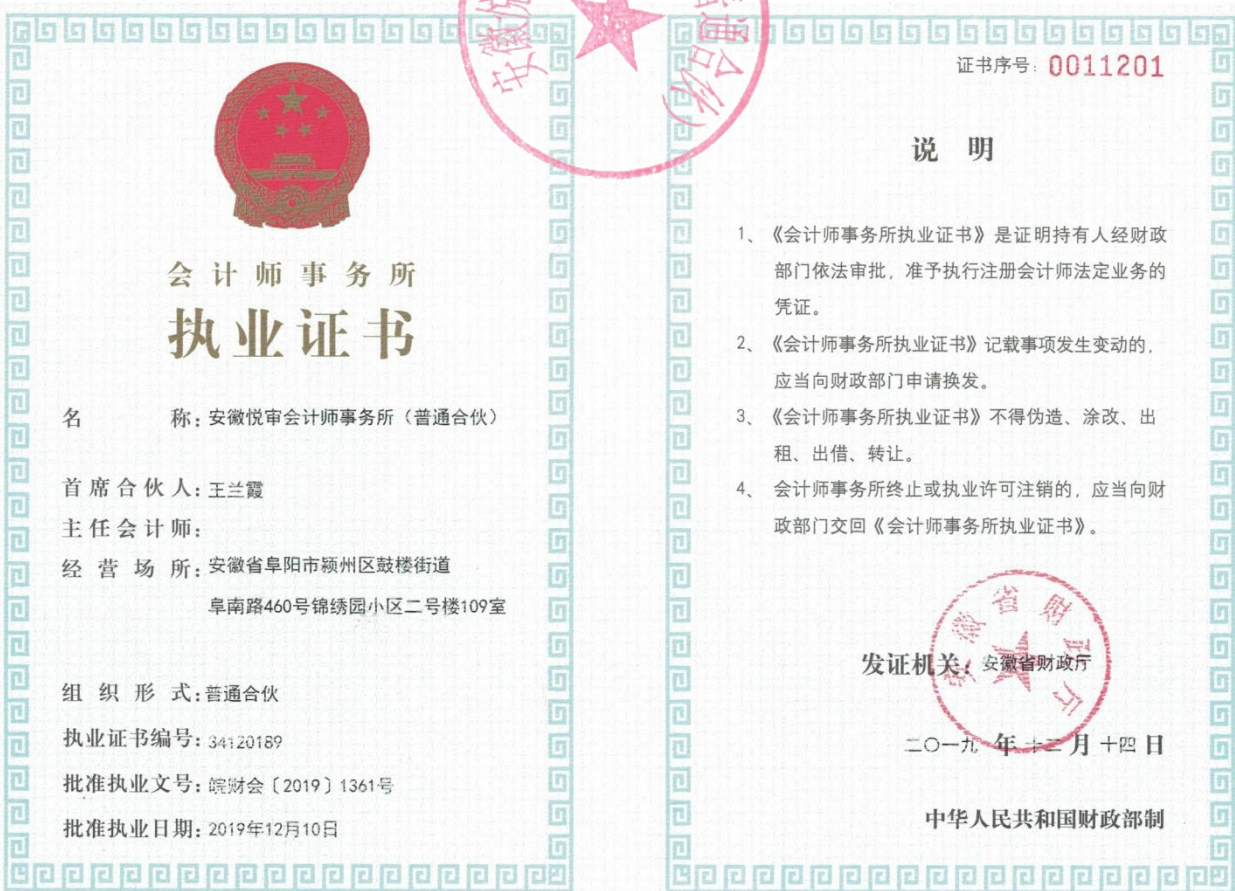 会计师事务所
执业证书
名称：安徽悦审会计师事务所（普通合伙）
首席合伙人：王兰霞
主任会计师：
经营场所：安徽省阜阳市颍州区鼓楼街道
阜南路460号锦绣园小区二号楼109室
组织形式：普通合伙
执业证书编号：34120189
批准执业文号：皖财会〔2019〕1361号
批准执业日期：2019年12月10日
证书序号：0011201
说明
1、《会计师事务所执业证书》是证明持有人经财政
部门依法审批，准予执行注册会计师法定业务的
凭证。
2、《会计师事务所执业证书》记载事项发生变动的，
应当向财政部门申请换发。
3、《会计师事务所执业证书》不得伪造、涂改、出
租、出借、转让。
4、会计师事务所终止或执业许可注销的，应当向财
政部门交回《会计师事务所执业证书》。
发证机关：安徽省财政厅
安徽省财政厅
二〇一九年十二月十四日
中华人民共和国财政部制